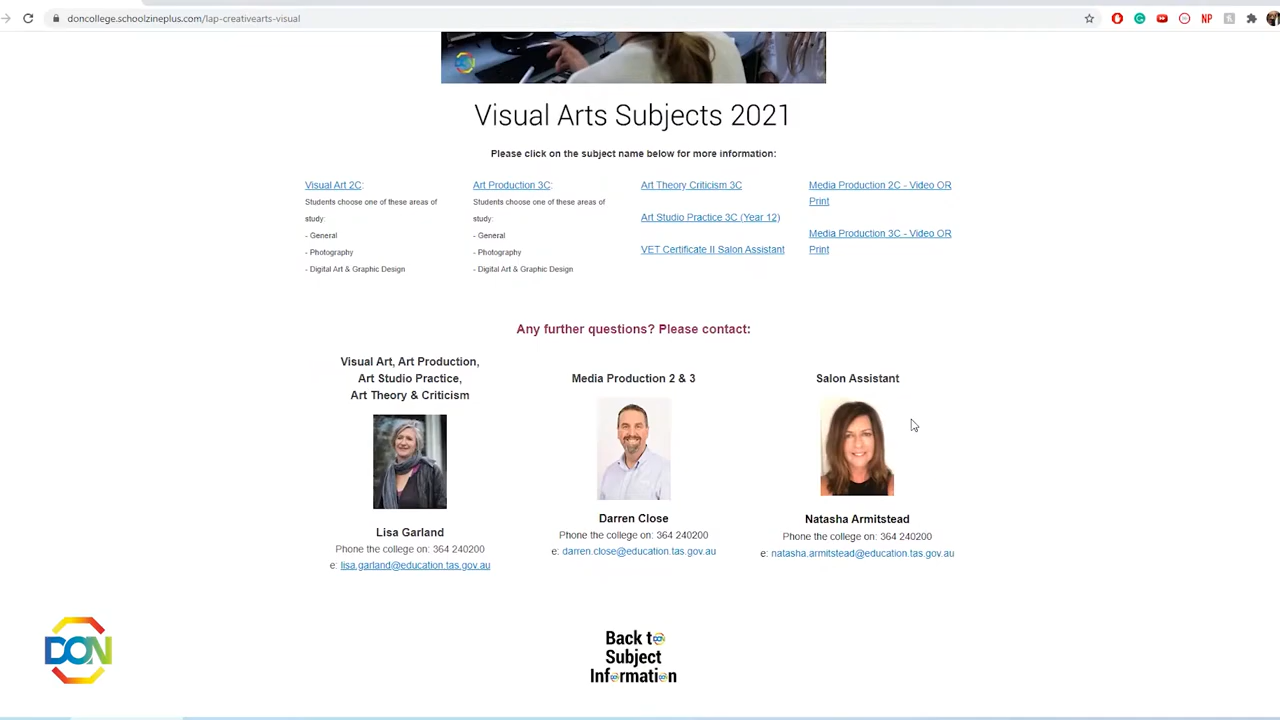 doncollege.schoolzineplus.com/lap-creativearts-visual
NP
DON
Visual Arts Subjects 2021
Please click on the subject name below for more information:
Visual Art 2C:
Students choose one of these areas of
study:
- General
- Photography
- Digital Art & Graphic Design
Art Production 3C:
Students choose one of these areas of
study:
- General
- Photography
- Digital Art & Graphic Design
Art Theory Criticism 3C
Art Studio Practice 3C (Year 12)
VET Certificate II Salon Assistant
Media Production 2C - Video OR
Print
Media Production 3C - Video OR
Print
Any further questions? Please contact:
Visual Art, Art Production,
Art Studio Practice,
Art Theory & Criticism
Lisa Garland
Phone the college on: 364 240200
e: lisa.garland@education.tas.gov.au
Media Production 2 & 3
Darren Close
Phone the college on: 364 240200
e: darren.close@education.tas.gov.au
Salon Assistant
Natasha Armitstead
Phone the college on: 364 240200
e: natasha.armitstead@education.tas.gov.au
DON
Back to
Subject
Information